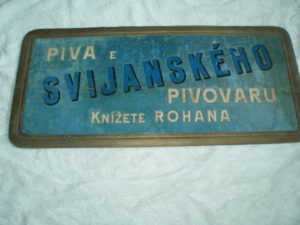 PIVA E
SVIJANSKÉHO
PIVOVARU
KNÍŽETE ROHANA